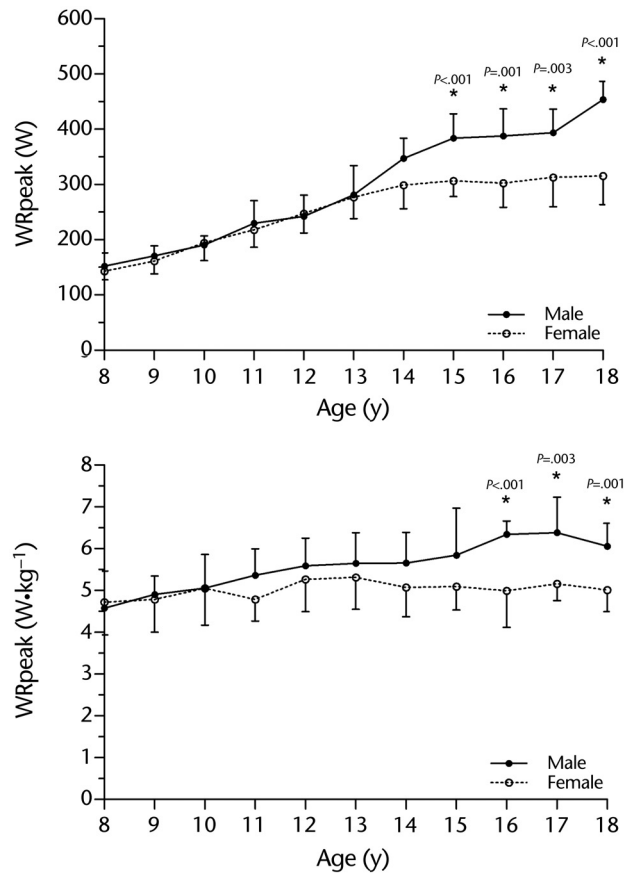 600
500
400
300
200
100
0
WRpeak (W)
P<.001
P=.001
P=.003
P<.001
* * * *
Male
Female
8 9 10 11 12 13 14 15 16 17 18
Age (y)
8
7
6
5
4
3
2
1
0
WRpeak (W•kg⁻¹)
P<.001
P=.003
P=.001
* * *
Male
Female
8 9 10 11 12 13 14 15 16 17 18
Age (y)